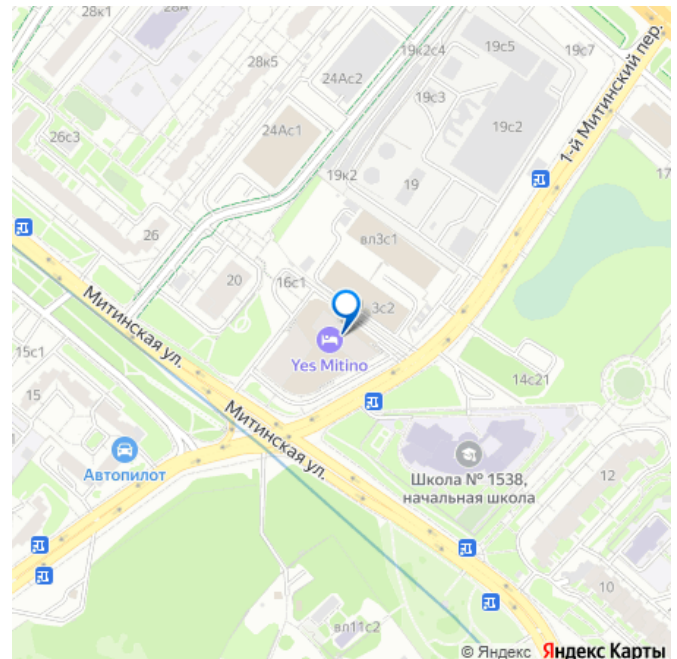 28к1
28А
28к5
24Ас2
19к2с4
19с5
19с7
1-й Митинский пер.
19с3
19с2
24Ас1
26с3
19к2
19
17
26
вл3с1
20
16с1
3с2
Митинская ул.
Yes Mitino
15с1
15
14с21
Митинская ул.
Автопилот
Школа № 1538,
начальная школа
12
10
вл11с2
© Яндекс Яндекс Карты